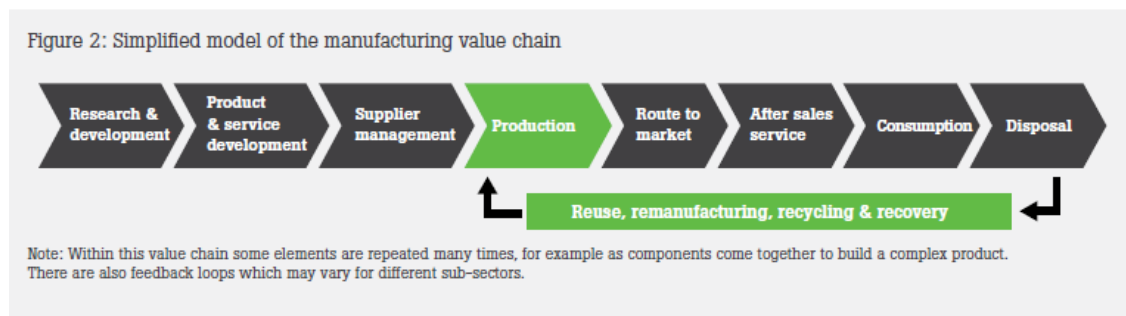 Figure 2: Simplified model of the manufacturing value chain
Research &
development
Product
& service
development
Supplier
management
Production
Route to
market
After sales
service
Consumption
Disposal
Reuse, remanufacturing, recycling & recovery
Note: Within this value chain some elements are repeated many times, for example as components come together to build a complex product.
There are also feedback loops which may vary for different sub-sectors.